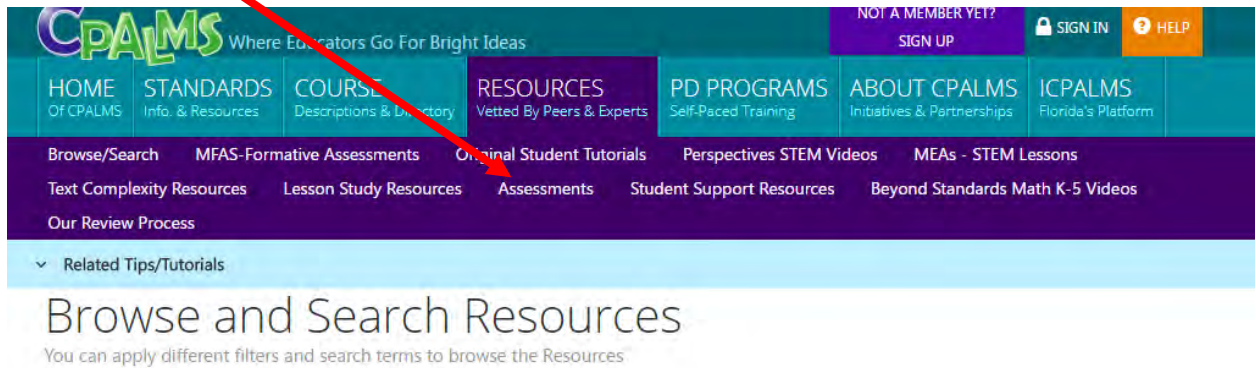 NOT A MEMBER YET?
CPALMS Where Educators Go For Bright Ideas SIGN UP SIGN IN ? HELP
HOME STANDARDS COURSE RESOURCES PD PROGRAMS ABOUT CPALMS ICPALMS
Of CPALMS Info. & Resources Descriptions & Directory Vetted By Peers & Experts Self-Paced Training Initiatives & Partnerships Florida's Platform
Browse/Search MFAS-Formative Assessments Original Student Tutorials Perspectives STEM Videos MEAs - STEM Lessons
Text Complexity Resources Lesson Study Resources Assessments Student Support Resources Beyond Standards Math K-5 Videos
Our Review Process
Related Tips/Tutorials
Browse and Search Resources
You can apply different filters and search terms to browse the Resources